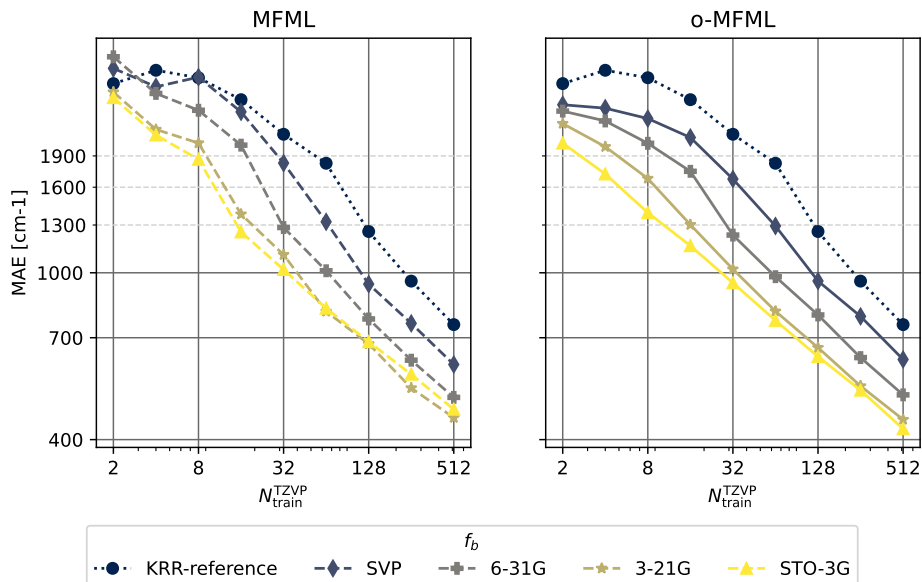 MFML
o-MFML
MAE [cm-1]
1900
1600
1300
1000
700
400
2 8 32 128 512
2 8 32 128 512
N_train^TZVP
N_train^TZVP
f_b
KRR-reference SVP 6-31G 3-21G STO-3G